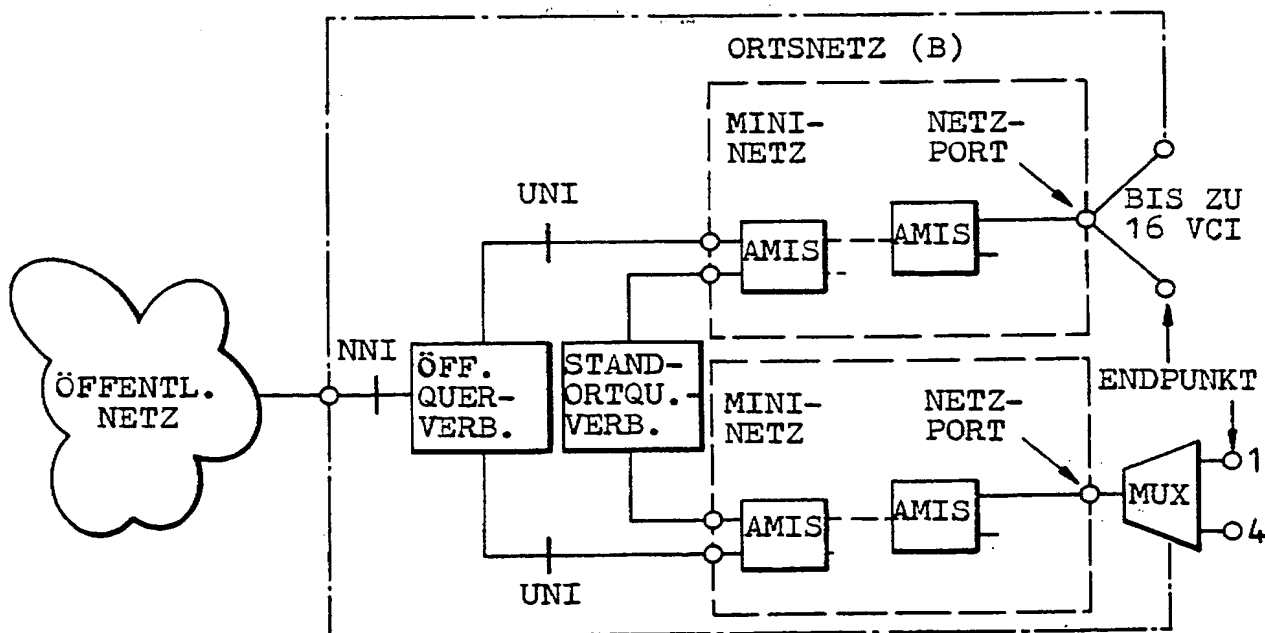 ORTSNETZ (B)
MINI-
NETZ
NETZ-
PORT
UNI
BIS ZU
16 VCI
AMIS
AMIS
NNI
ÖFFENTL.
NETZ
ÖFF.
QUER-
VERB.
STAND-
ORTQU.-
VERB.
ENDPUNKT
MINI-
NETZ
NETZ-
PORT
1
MUX
AMIS
AMIS
4
UNI